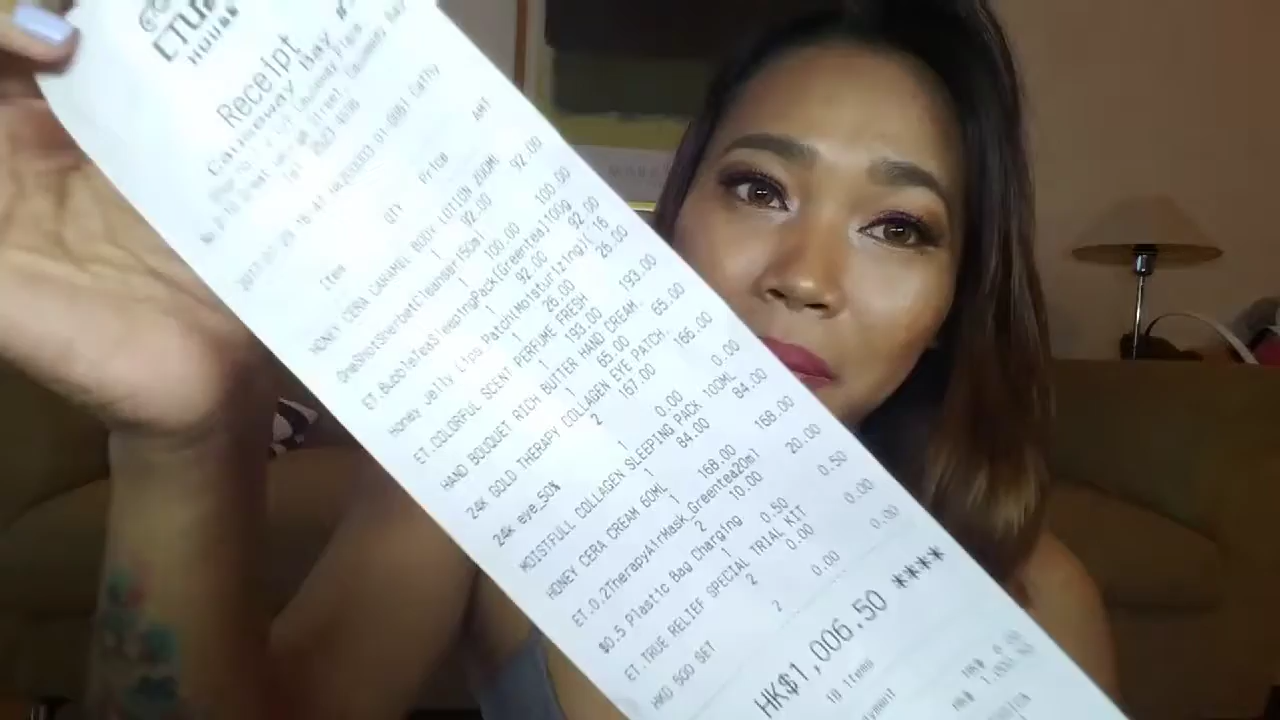 ETUD
HOUSE
Receipt
Causeway Bay
Item QTY Price AMT
HONEY CERA CARAMEL BODY LOTION 200ML
1 92.00 92.00
OneShotSherbetCleanser150ml
1 100.00 100.00
ET.BubbleTeaSleepingPack(Greentea)100g
1 92.00 92.00
Honey Jelly Lips Patch(Moisturizing)('16
1 26.00 26.00
ET.COLORFUL SCENT PERFUME FRESH
1 193.00 193.00
HAND BOUQUET RICH BUTTER HAND CREAM.
1 65.00 65.00
24K GOLD THERAPY COLLAGEN EYE PATCH.
2 167.00 166.00
24k eye_50%
1 0.00 0.00
MOISTFULL COLLAGEN SLEEPING PACK 100ML
1 84.00 84.00
HONEY CERA CREAM 60ML
1 168.00 168.00
ET.0.2TherapyAirMask_Greentea20ml
2 10.00 20.00
$0.5 Plastic Bag Charging
1 0.50 0.50
ET.TRUE RELIEF SPECIAL TRIAL KIT
2 0.00 0.00
HKD 500 SET
2 0.00 0.00
HK$1,006.50 ****